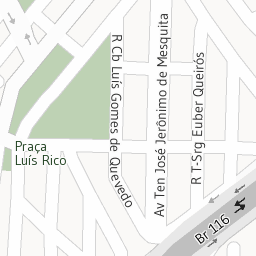 R Cb Luís Gomes de Quevedo
Av Ten José Jerônimo de Mesquita
R T-Srg Euber Queirós
Praça
Luís Rico
Br 116